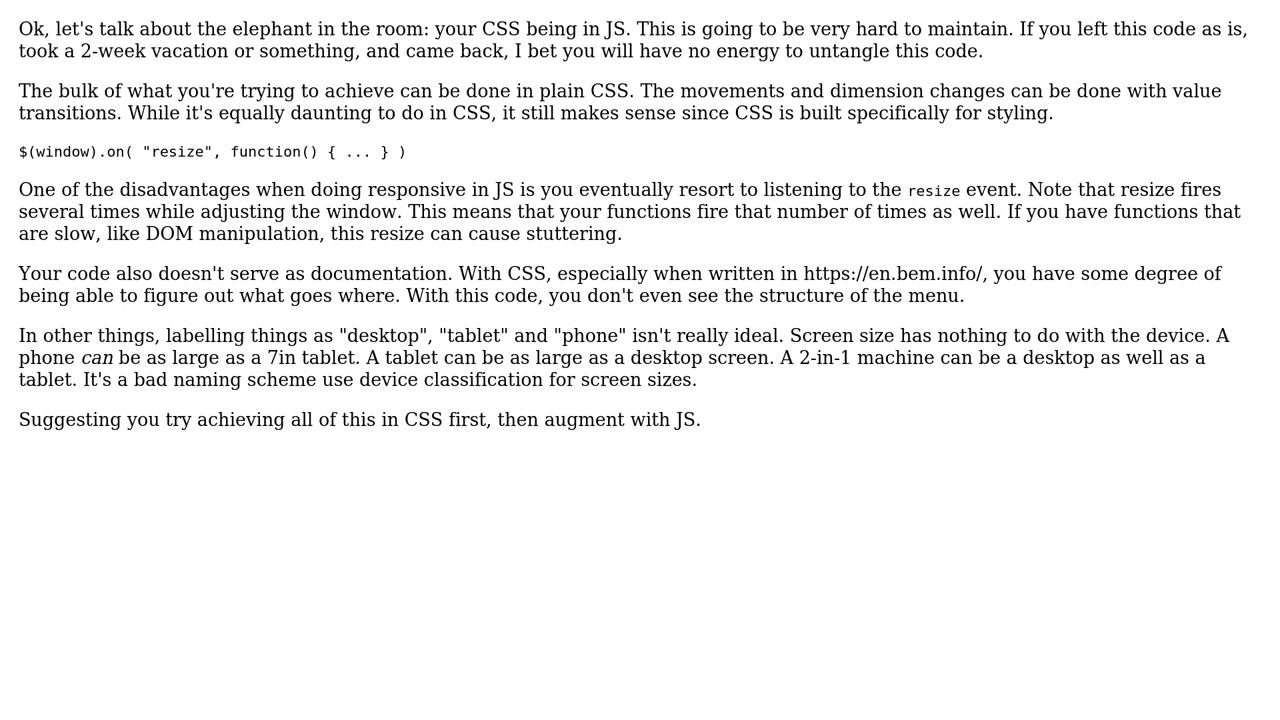 Ok, let's talk about the elephant in the room: your CSS being in JS. This is going to be very hard to maintain. If you left this code as is,
took a 2-week vacation or something, and came back, I bet you will have no energy to untangle this code.
The bulk of what you're trying to achieve can be done in plain CSS. The movements and dimension changes can be done with value
transitions. While it's equally daunting to do in CSS, it still makes sense since CSS is built specifically for styling.
$(window).on( "resize", function() { ... } )
One of the disadvantages when doing responsive in JS is you eventually resort to listening to the resize event. Note that resize fires
several times while adjusting the window. This means that your functions fire that number of times as well. If you have functions that
are slow, like DOM manipulation, this resize can cause stuttering.
Your code also doesn't serve as documentation. With CSS, especially when written in https://en.bem.info/, you have some degree of
being able to figure out what goes where. With this code, you don't even see the structure of the menu.
In other things, labelling things as "desktop", "tablet" and "phone" isn't really ideal. Screen size has nothing to do with the device. A
phone can be as large as a 7in tablet. A tablet can be as large as a desktop screen. A 2-in-1 machine can be a desktop as well as a
tablet. It's a bad naming scheme use device classification for screen sizes.
Suggesting you try achieving all of this in CSS first, then augment with JS.